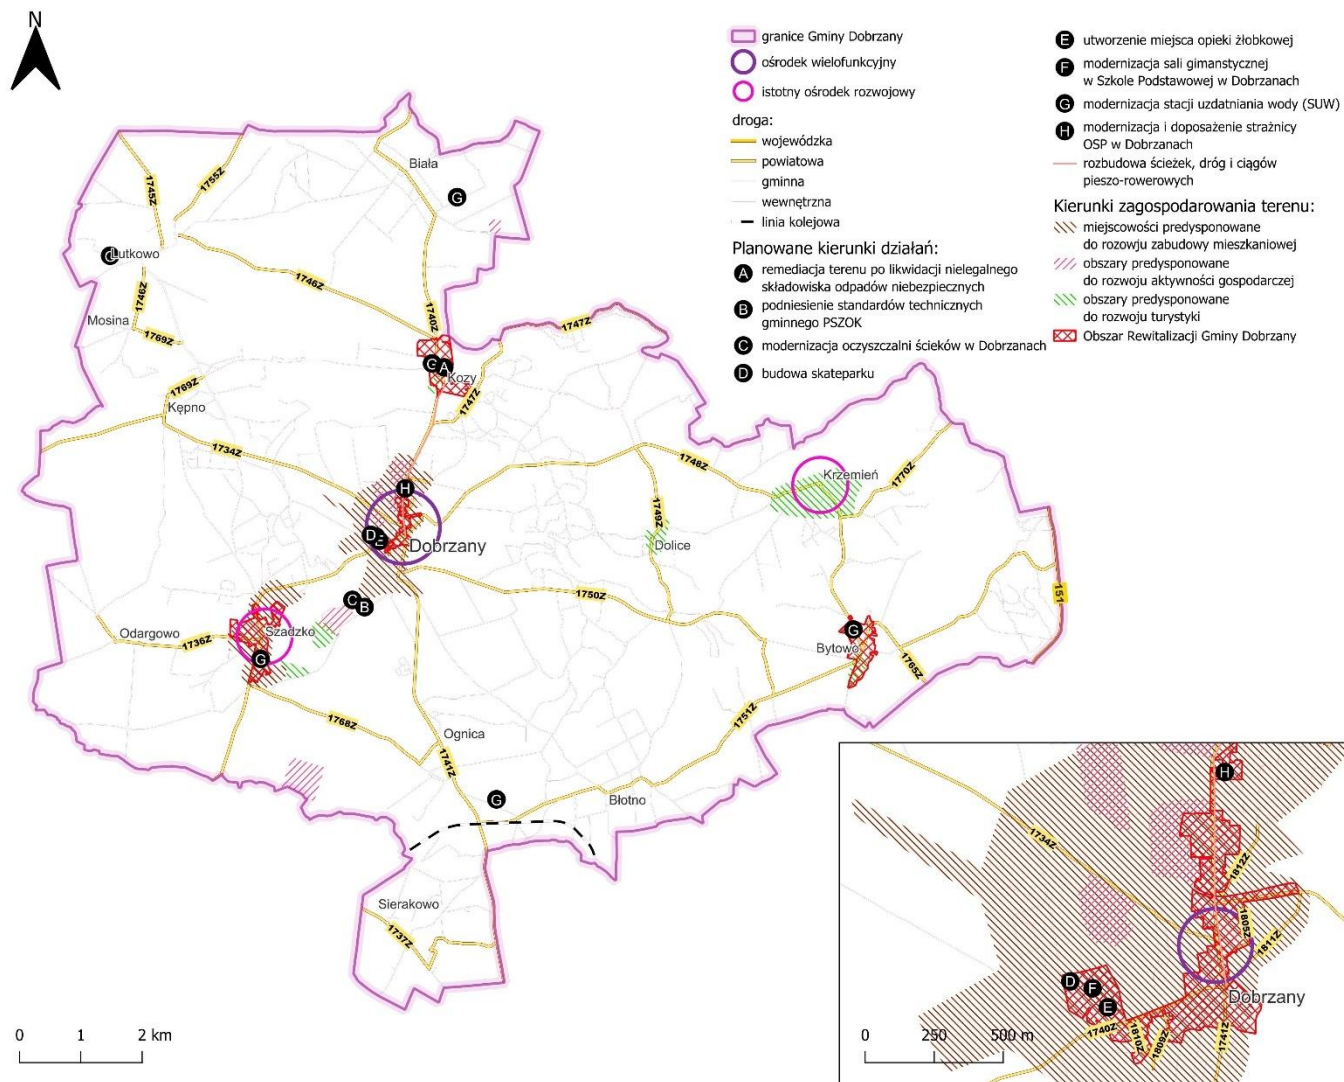 N
granice Gminy Dobrzany
ośrodek wielofunkcyjny
istotny ośrodek rozwojowy
droga:
wojewódzka
powiatowa
gminna
wewnętrzna
linia kolejowa
Planowane kierunki działań:
A remediacja terenu po likwidacji nielegalnego
składowiska odpadów niebezpiecznych
B podniesienie standardów technicznych
gminnego PSZOK
C modernizacja oczyszczalni ścieków w Dobrzanach
D budowa skateparku
E utworzenie miejsca opieki żłobkowej
F modernizacja sali gimanstycznej
w Szkole Podstawowej w Dobrzanach
G modernizacja stacji uzdatniania wody (SUW)
H modernizacja i doposażenie strażnicy
OSP w Dobrzanach
rozbudowa ścieżek, dróg i ciągów
pieszo-rowerowych
Kierunki zagospodarowania terenu:
miejscowości predysponowane
do rozwoju zabudowy mieszkaniowej
obszary predysponowane
do rozwoju aktywności gospodarczej
obszary predysponowane
do rozwoju turystyki
Obszar Rewitalizacji Gminy Dobrzany
1745Z
1755Z
Biała
G
Lutkowo
1746Z
1746Z
1740Z
Mosina
1769Z
1747Z
G
A
Kozy
1769Z
1747Z
Kępno
1734Z
1748Z
Krzemień
1770Z
H
1749Z
D
E
Dobrzany
Dolice
1750Z
151
C
B
Odargowo
1736Z
Szadzko
G
G
Bytowo
1765Z
1768Z
Ognica
1741Z
1751Z
G
Błotno
Sierakowo
1737Z
0 1 2 km
H
1734Z
1812Z
1805Z
1811Z
D
F
E
Dobrzany
1740Z
1810Z
1809Z
1741Z
0 250 500 m